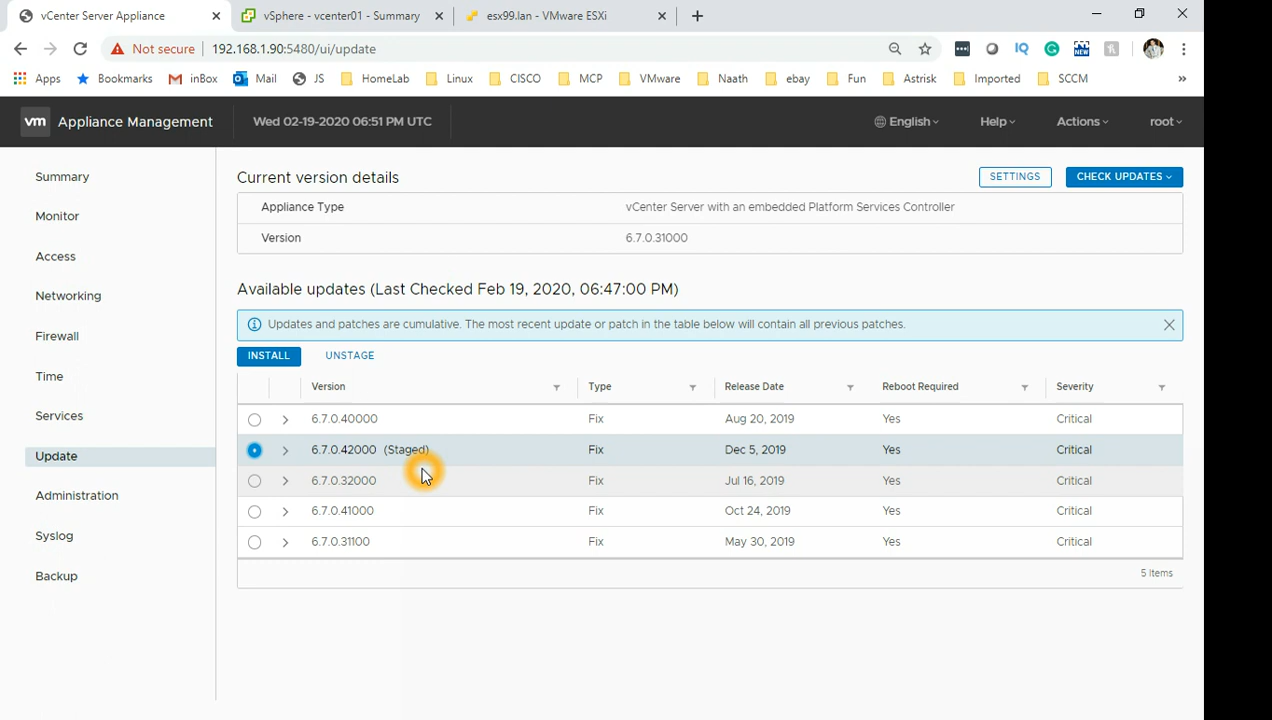 vCenter Server Appliance
vSphere - vcenter01 - Summary
esx99.lan - VMware ESXi
Not secure
192.168.1.90:5480/ui/update
IQ
NEW
Apps
Bookmarks
inBox
Mail
JS
HomeLab
Linux
CISCO
MCP
VMware
Naath
ebay
Fun
Astrisk
Imported
SCCM
»
vm
Appliance Management
Wed 02-19-2020 06:51 PM UTC
English
Help
Actions
root
Summary
Monitor
Access
Networking
Firewall
Time
Services
Update
Administration
Syslog
Backup
Current version details
SETTINGS
CHECK UPDATES
Appliance Type vCenter Server with an embedded Platform Services Controller
Version 6.7.0.31000
Available updates (Last Checked Feb 19, 2020, 06:47:00 PM)
Updates and patches are cumulative. The most recent update or patch in the table below will contain all previous patches.
INSTALL UNSTAGE
Version Type Release Date Reboot Required Severity
6.7.0.40000 Fix Aug 20, 2019 Yes Critical
6.7.0.42000 (Staged) Fix Dec 5, 2019 Yes Critical
6.7.0.32000 Fix Jul 16, 2019 Yes Critical
6.7.0.41000 Fix Oct 24, 2019 Yes Critical
6.7.0.31100 Fix May 30, 2019 Yes Critical
5 Items